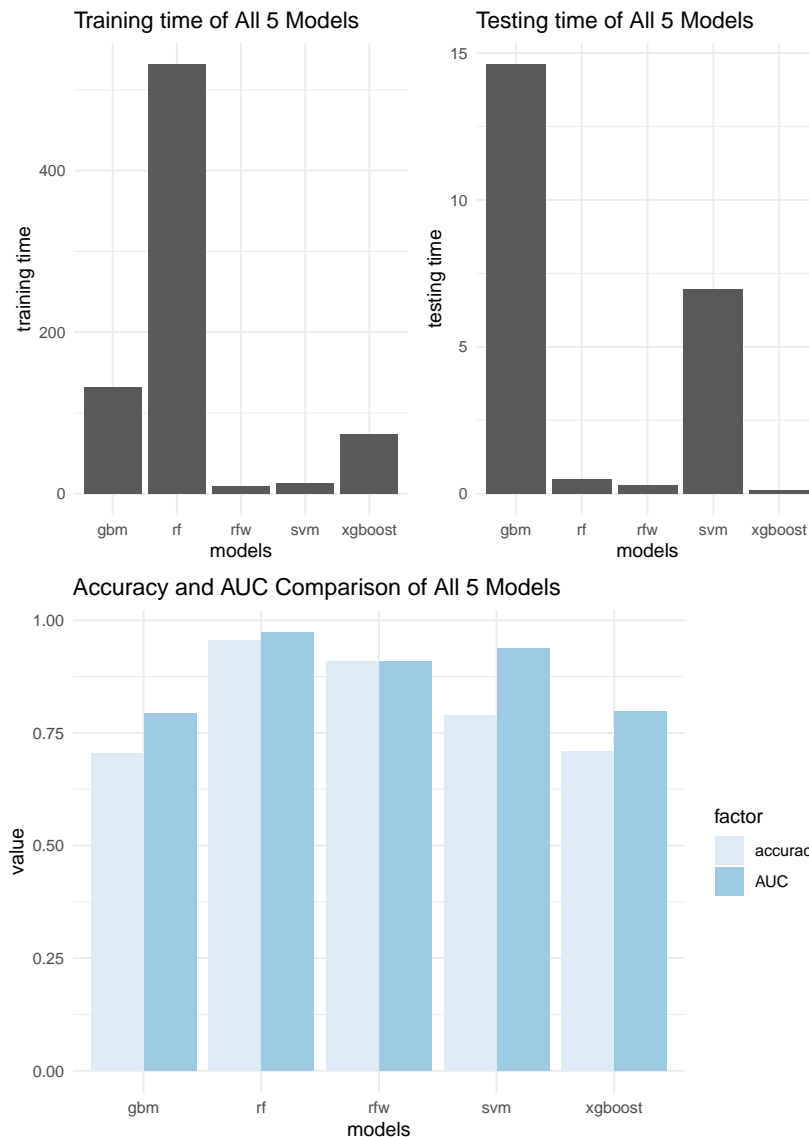 Training time of All 5 Models
training time
400
200
0
gbm rf rfw svm xgboost
models
Testing time of All 5 Models
testing time
15
10
5
0
gbm rf rfw svm xgboost
models
Accuracy and AUC Comparison of All 5 Models
value
1.00
0.75
0.50
0.25
0.00
gbm rf rfw svm xgboost
models
factor
accurac
AUC